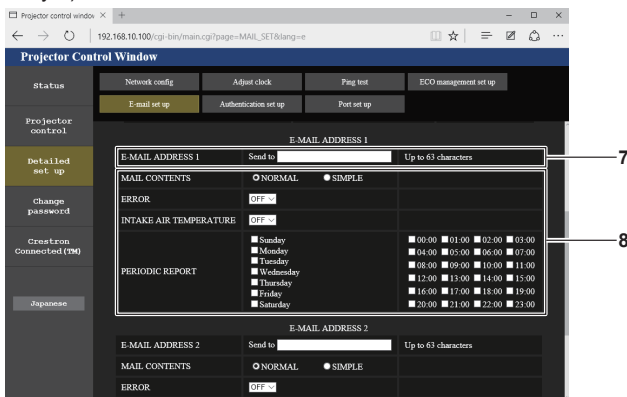 Projector control window × +
192.168.10.100/cgi-bin/main.cgi?page=MAIL_SET&lang=e
Projector Control Window
Status
Projector
control
Detailed
set up
Change
password
Crestron
Connected(TM)
Japanese
Network config Adjust clock Ping test ECO management set up
E-mail set up Authentication set up Port set up
E-MAIL ADDRESS 1
E-MAIL ADDRESS 1 Send to Up to 63 characters 7
MAIL CONTENTS NORMAL SIMPLE
ERROR OFF
INTAKE AIR TEMPERATURE OFF
8
PERIODIC REPORT
Sunday
Monday
Tuesday
Wednesday
Thursday
Friday
Saturday
00:00 01:00 02:00 03:00
04:00 05:00 06:00 07:00
08:00 09:00 10:00 11:00
12:00 13:00 14:00 15:00
16:00 17:00 18:00 19:00
20:00 21:00 22:00 23:00
E-MAIL ADDRESS 2
E-MAIL ADDRESS 2 Send to Up to 63 characters
MAIL CONTENTS NORMAL SIMPLE
ERROR OFF